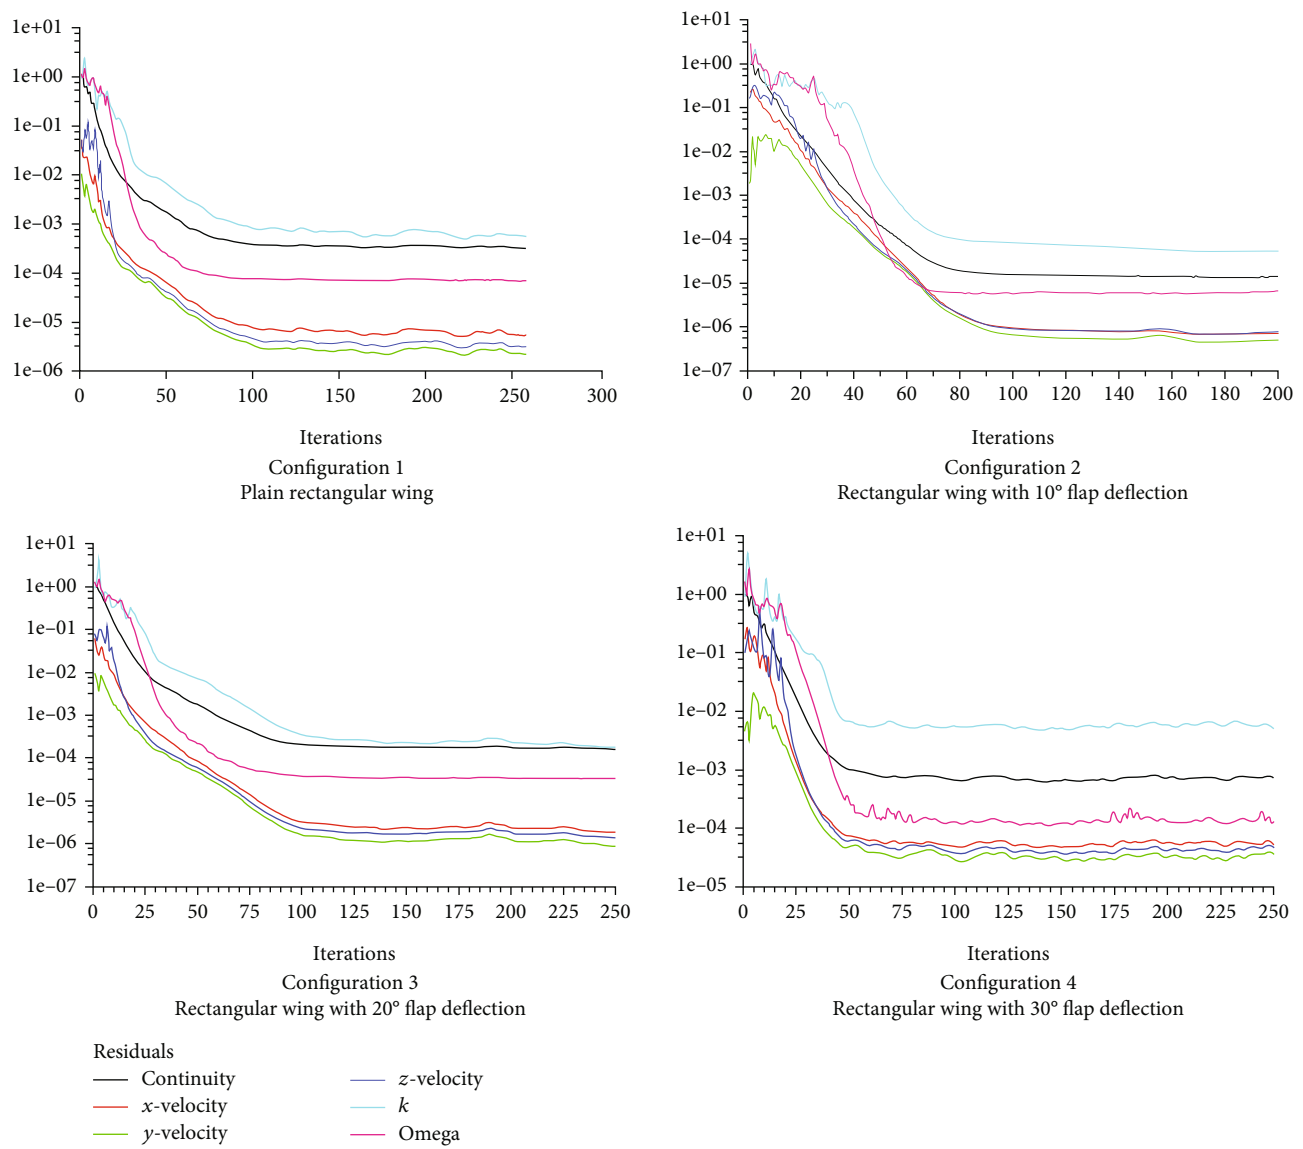 1e+01
1e+00
1e–01
1e–02
1e–03
1e–04
1e–05
1e–06
0 50 100 150 200 250 300
Iterations
Configuration 1
Plain rectangular wing
1e+01
1e+00
1e–01
1e–02
1e–03
1e–04
1e–05
1e–06
1e–07
0 20 40 60 80 100 120 140 160 180 200
Iterations
Configuration 2
Rectangular wing with 10° flap deflection
1e+01
1e+00
1e–01
1e–02
1e–03
1e–04
1e–05
1e–06
1e–07
0 25 50 75 100 125 150 175 200 225 250
Iterations
Configuration 3
Rectangular wing with 20° flap deflection
1e+01
1e+00
1e–01
1e–02
1e–03
1e–04
1e–05
0 25 50 75 100 125 150 175 200 225 250
Iterations
Configuration 4
Rectangular wing with 30° flap deflection
Residuals
Continuity
x-velocity
y-velocity
z-velocity
k
Omega